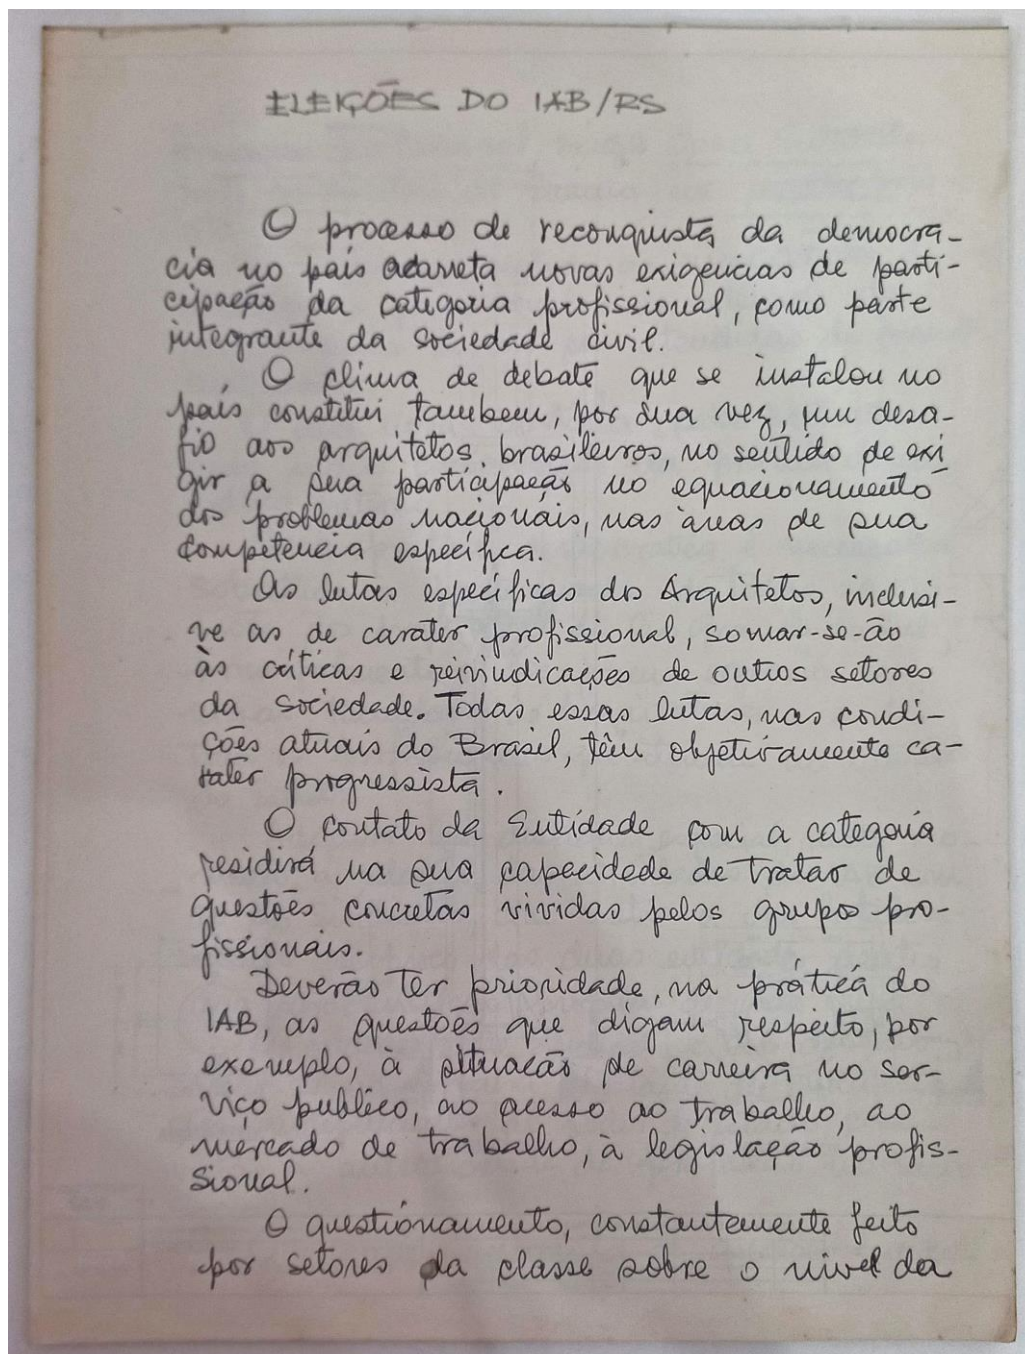 ELEIÇÕES DO IAB/RS
O processo de reconquista da democra-
cia no país acarreta novas exigencias de parti-
cipação da categoria profissional, como parte
integrante da sociedade civil.
O clima de debate que se instalou no
país constitui tambem, por sua vez, um desa-
fio aos arquitetos brasileiros, no sentido de exi
gir a sua participação no equacionamento
dos problemas nacionais, nas áreas de sua
competencia específica.
As lutas específicas dos Arquitetos, inclusi-
ve as de carater profissional, somar-se-ão
às críticas e reivindicações de outros setores
da sociedade. Todas essas lutas, nas condi-
ções atuais do Brasil, têm objetivamente ca-
rater progressista.
O contato da Entidade com a categoria
residirá na sua capacidade de tratar de
questões concretas vividas pelos grupos pro-
fissionais.
Deverão ter prioridade, na prática do
IAB, as questões que digam respeito, por
exemplo, à situação de carreira no ser-
viço publico, ao acesso ao trabalho, ao
mercado de trabalho, à legislação profis-
sional.
O questionamento, constantemente feito
por setores da classe sobre o nivel da